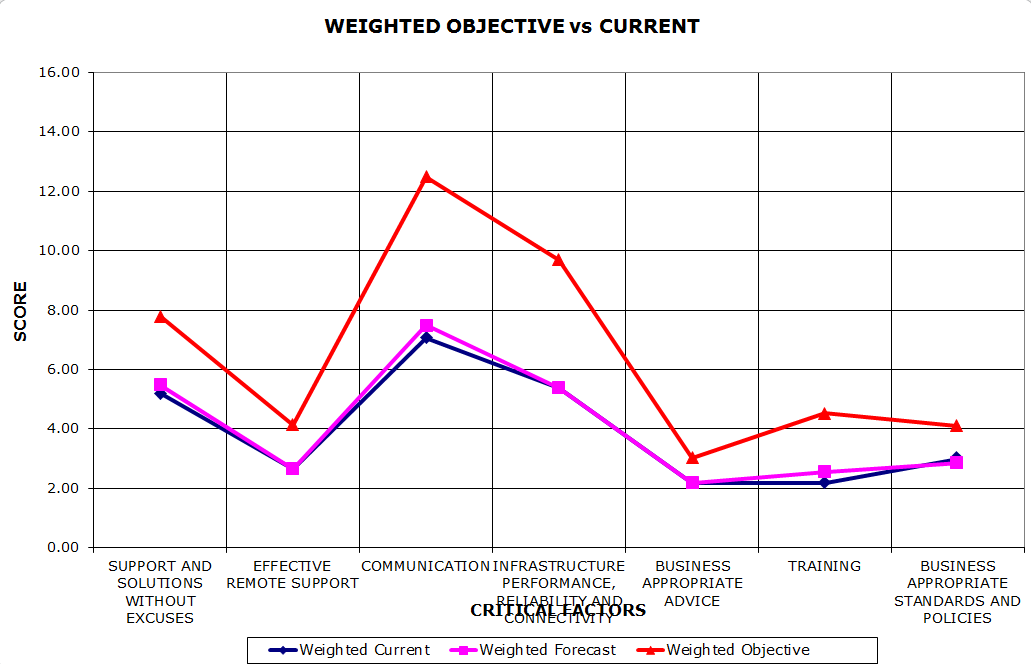 WEIGHTED OBJECTIVE vs CURRENT
16.00
14.00
12.00
10.00
8.00
6.00
4.00
2.00
0.00
SCORE
SUPPORT AND
SOLUTIONS
WITHOUT
EXCUSES
EFFECTIVE
REMOTE SUPPORT
COMMUNICATION
INFRASTRUCTURE
PERFORMANCE,
RELIABILITY AND
CONNECTIVITY
BUSINESS
APPROPRIATE
ADVICE
TRAINING
BUSINESS
APPROPRIATE
STANDARDS AND
POLICIES
CRITICAL FACTORS
Weighted Current
Weighted Forecast
Weighted Objective